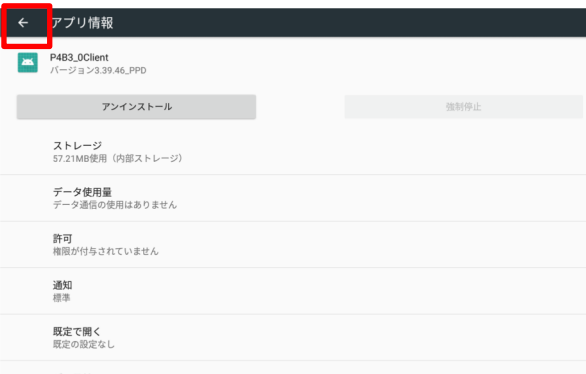 アプリ情報
P4B3_0Client
バージョン3.39.46_PPD
アンインストール
強制停止
ストレージ
57.21MB使用（内部ストレージ）
データ使用量
データ通信の使用はありません
許可
権限が付与されていません
通知
標準
既定で開く
既定の設定なし